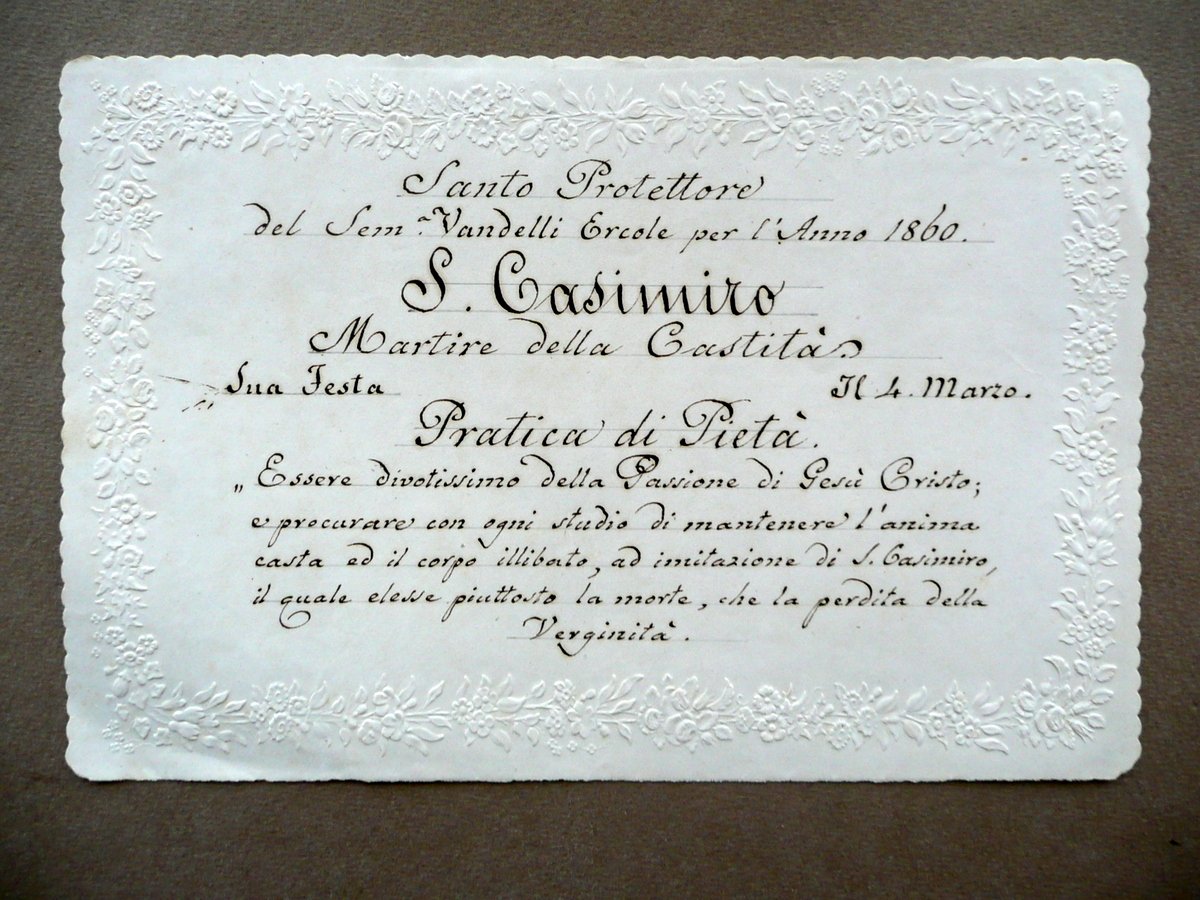 Santo Protettore
del Sem.ª Vandelli Ercole per l'Anno 1860.
S. Casimiro
Martire della Castità.
Sua Festa Il 4. Marzo.
Pratica di Pietà.
„ Essere divotissimo della Passione di Gesù Cristo;
e procurare con ogni studio di mantenere l'anima
casta ed il corpo illibato, ad imitazione di S. Casimiro,
il quale elesse piuttosto la morte, che la perdita della
Verginità.